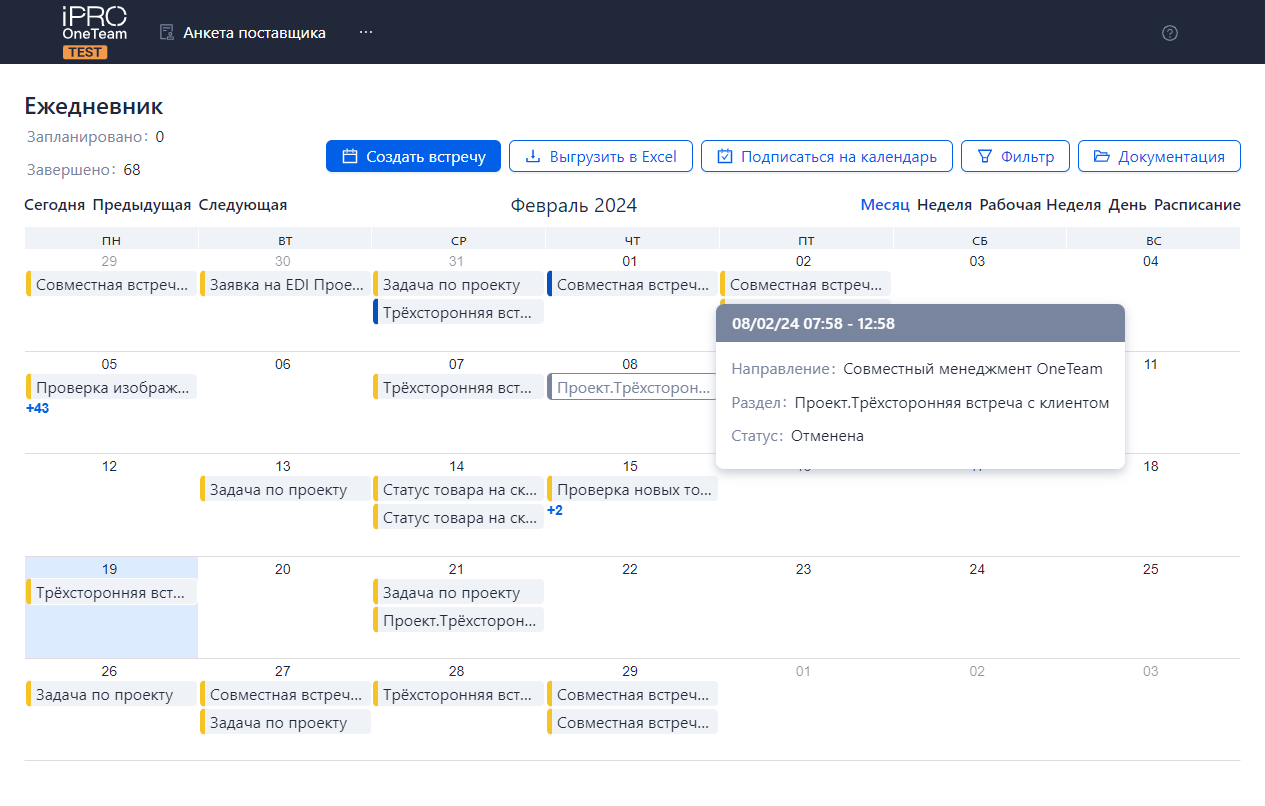 iPRO
OneTeam
TEST
Анкета поставщика
...
Ежедневник
Запланировано: 0
Завершено: 68
Создать встречу
Выгрузить в Excel
Подписаться на календарь
Фильтр
Документация
Сегодня Предыдущая Следующая
Февраль 2024
Месяц Неделя Рабочая Неделя День Расписание
ПН ВТ СР ЧТ ПТ СБ ВС
29 30 31 01 02 03 04
Совместная встреч... Заявка на EDI Прое... Задача по проекту Совместная встреч... Совместная встреч...
Трёхсторонняя вст...
08/02/24 07:58 - 12:58
Направление: Совместный менеджмент OneTeam
Раздел: Проект.Трёхсторонняя встреча с клиентом
Статус: Отменена
05 06 07 08 11
Проверка изображ... Трёхсторонняя вст... Проект.Трёхсторон...
+43
12 13 14 15 18
Задача по проекту Статус товара на ск... Проверка новых то...
Статус товара на ск... +2
19 20 21 22 23 24 25
Трёхсторонняя вст... Задача по проекту
Проект.Трёхсторон...
26 27 28 29 01 02 03
Задача по проекту Совместная встреч... Трёхсторонняя вст... Совместная встреч...
Задача по проекту Совместная встреч...